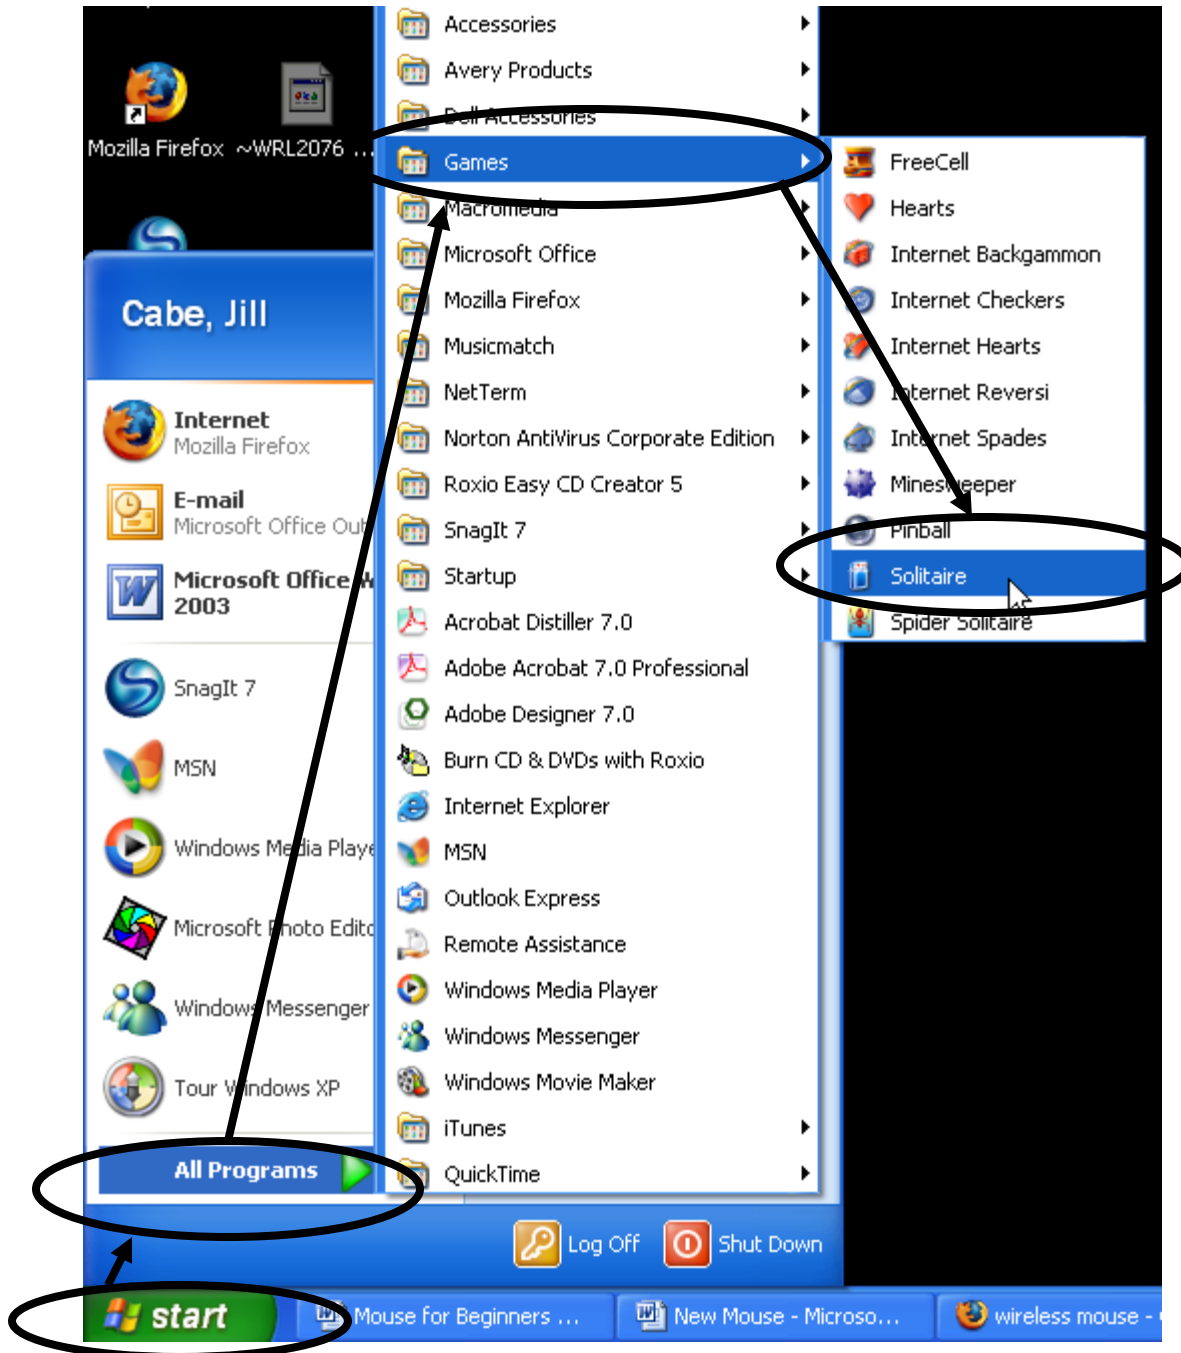 Mozilla Firefox
~WRL2076 ...
Cabe, Jill
Internet
Mozilla Firefox
E-mail
Microsoft Office Out
Microsoft Office W
2003
SnagIt 7
MSN
Windows Media Playe
Microsoft Photo Edito
Windows Messenger
Tour Windows XP
All Programs
Accessories
Avery Products
Dell Accessories
Games
Macromedia
Microsoft Office
Mozilla Firefox
Musicmatch
NetTerm
Norton AntiVirus Corporate Edition
Roxio Easy CD Creator 5
SnagIt 7
Startup
Acrobat Distiller 7.0
Adobe Acrobat 7.0 Professional
Adobe Designer 7.0
Burn CD & DVDs with Roxio
Internet Explorer
MSN
Outlook Express
Remote Assistance
Windows Media Player
Windows Messenger
Windows Movie Maker
iTunes
QuickTime
FreeCell
Hearts
Internet Backgammon
Internet Checkers
Internet Hearts
Internet Reversi
Internet Spades
Minesweeper
Pinball
Solitaire
Spider Solitaire
Log Off
Shut Down
start
Mouse for Beginners ...
New Mouse - Microso...
wireless mouse -